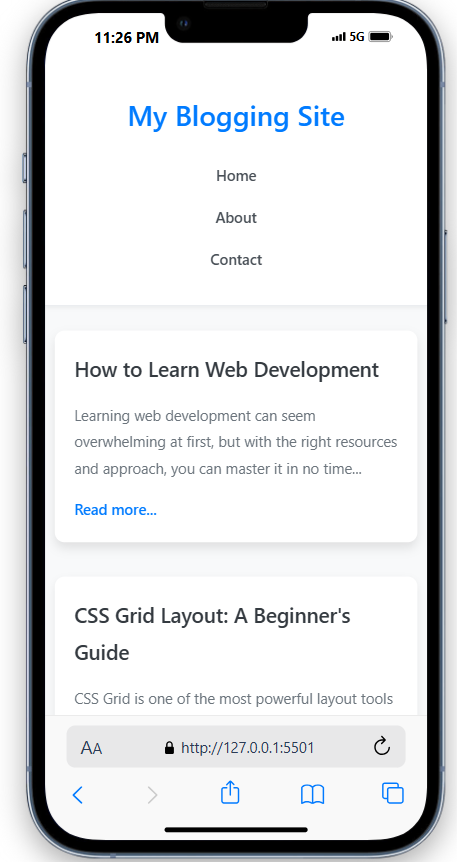 11:26 PM 5G
My Blogging Site
Home
About
Contact
How to Learn Web Development
Learning web development can seem
overwhelming at first, but with the right resources
and approach, you can master it in no time...
Read more...
CSS Grid Layout: A Beginner's
Guide
CSS Grid is one of the most powerful layout tools
AA http://127.0.0.1:5501